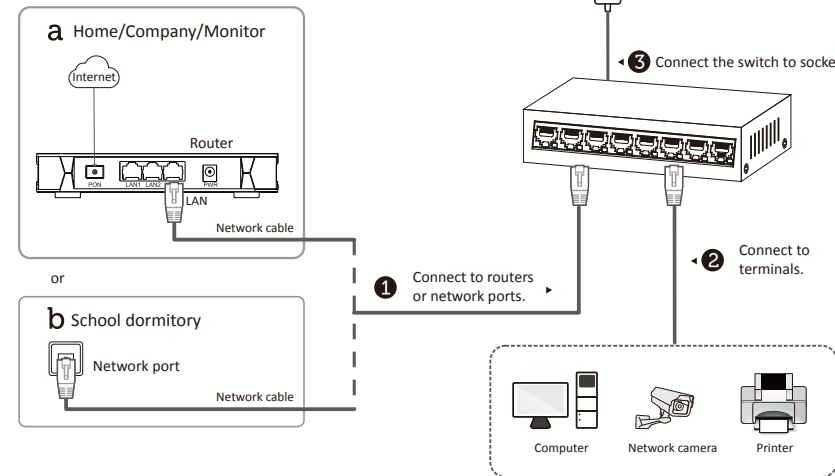 a Home/Company/Monitor
Internet
Router
PON
LAN1 LAN2
PWR
LAN
Network cable
or
b School dormitory
Network port
Network cable
1 Connect to routers
or network ports.
3 Connect the switch to socke
2 Connect to
terminals.
Computer
Network camera
Printer